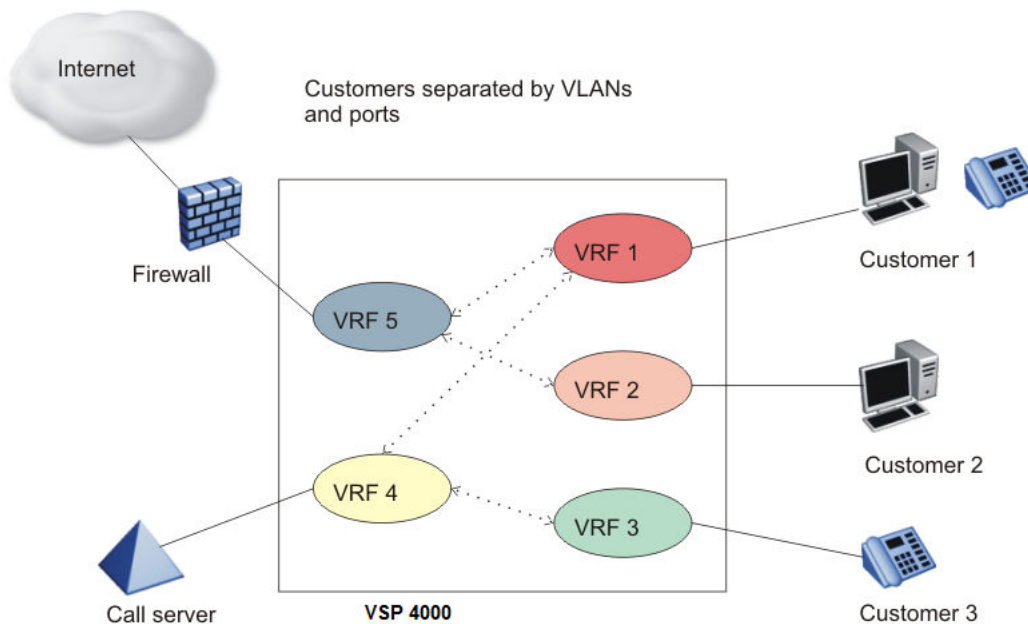 Internet
Customers separated by VLANs
and ports
Firewall
VRF 1
Customer 1
VRF 5
VRF 2
Customer 2
VRF 4
VRF 3
Call server
VSP 4000
Customer 3